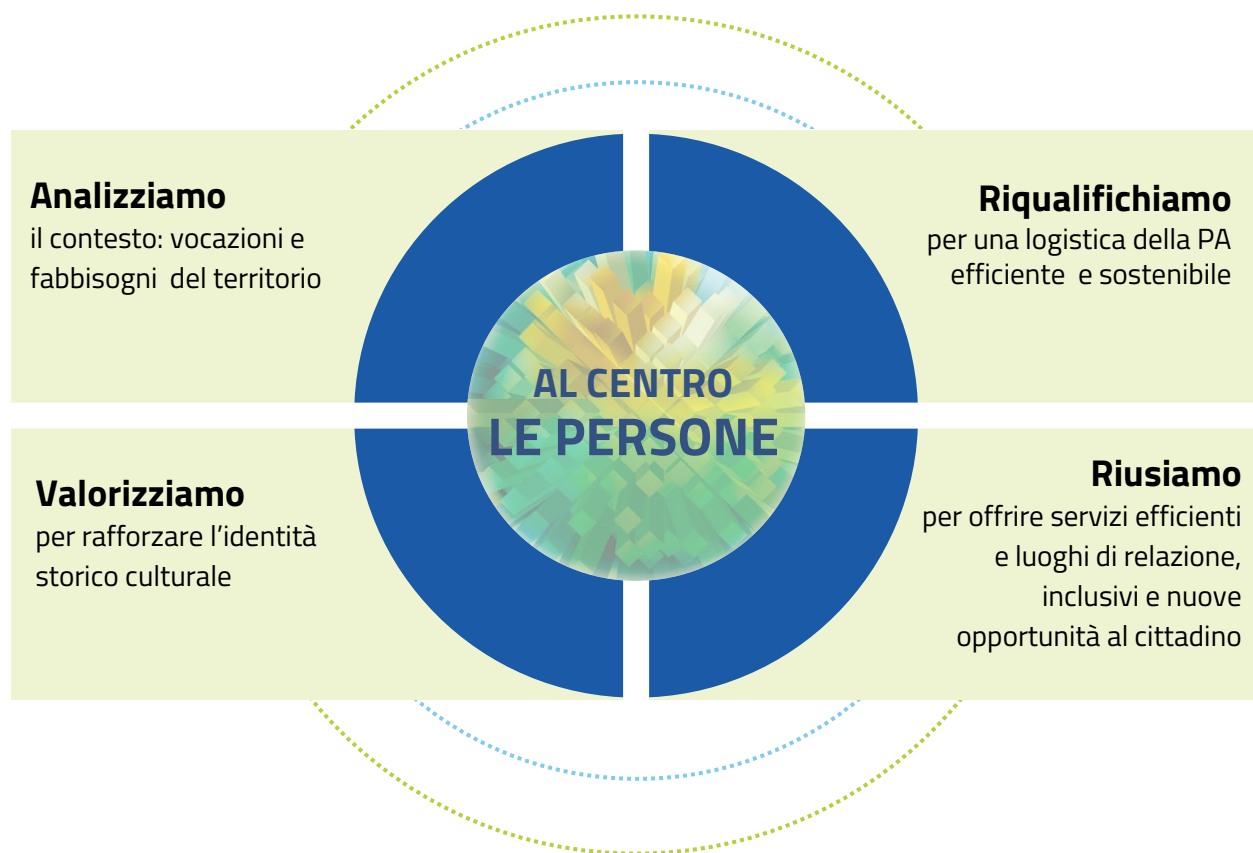 Analizziamo
il contesto: vocazioni e
fabbisogni  del territorio
Riqualifichiamo
per una logistica della PA
efficiente  e sostenibile
AL CENTRO
LE PERSONE
Valorizziamo
per rafforzare l’identità
storico culturale
Riusiamo
per offrire servizi efficienti
e luoghi di relazione,
inclusivi e nuove
opportunità al cittadino